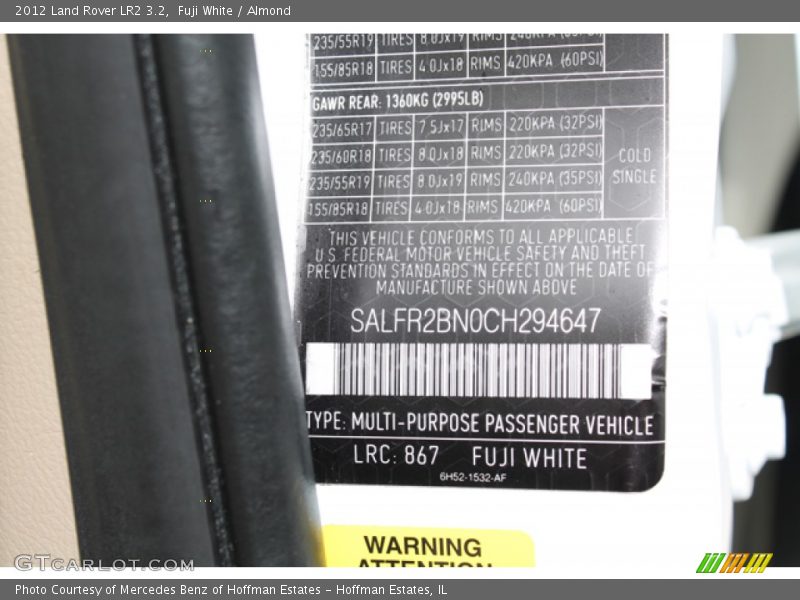 2012 Land Rover LR2 3.2, Fuji White / Almond
235/55R19 TIRES 8.0Jx19 RIMS 240KPA (35PSI)
155/85R18 TIRES 4.0Jx18 RIMS 420KPA (60PSI)
GAWR REAR: 1360KG (2995LB)
235/65R17 TIRES 7.5Jx17 RIMS 220KPA (32PSI)
235/60R18 TIRES 8.0Jx18 RIMS 220KPA (32PSI)
235/55R19 TIRES 8.0Jx19 RIMS 240KPA (35PSI)
155/85R18 TIRES 4.0Jx18 RIMS 420KPA (60PSI)
COLD
SINGLE
THIS VEHICLE CONFORMS TO ALL APPLICABLE
U.S. FEDERAL MOTOR VEHICLE SAFETY AND THEFT
PREVENTION STANDARDS IN EFFECT ON THE DATE OF
MANUFACTURE SHOWN ABOVE
SALFR2BN0CH294647
TYPE: MULTI-PURPOSE PASSENGER VEHICLE
LRC: 867 FUJI WHITE
6H52-1532-AF
WARNING
ATTENTION
GTCARLOT.COM
Photo Courtesy of Mercedes Benz of Hoffman Estates - Hoffman Estates, IL